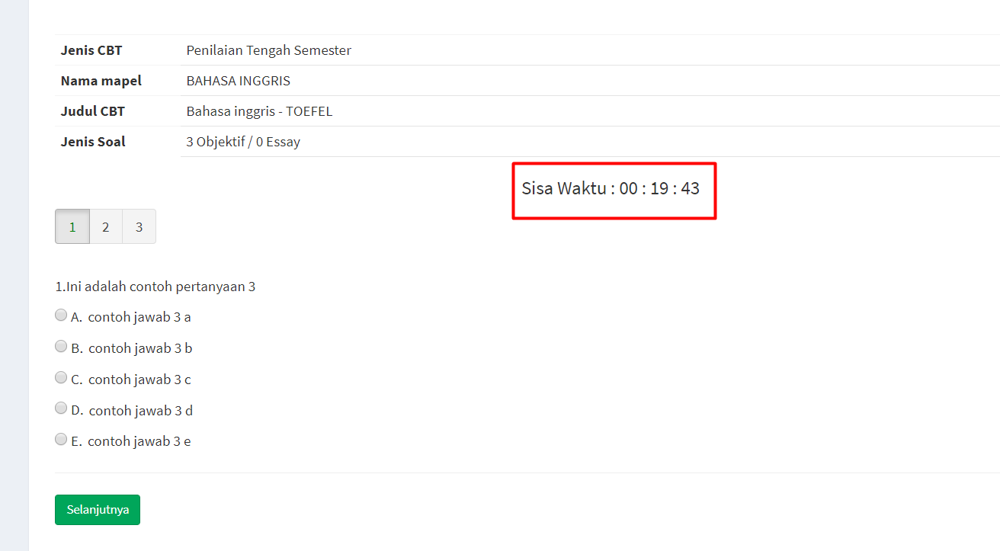 Jenis CBT Penilaian Tengah Semester
Nama mapel BAHASA INGGRIS
Judul CBT Bahasa inggris - TOEFEL
Jenis Soal 3 Objektif / 0 Essay
Sisa Waktu : 00 : 19 : 43
1 2 3
1.Ini adalah contoh pertanyaan 3
A. contoh jawab 3 a
B. contoh jawab 3 b
C. contoh jawab 3 c
D. contoh jawab 3 d
E. contoh jawab 3 e
Selanjutnya